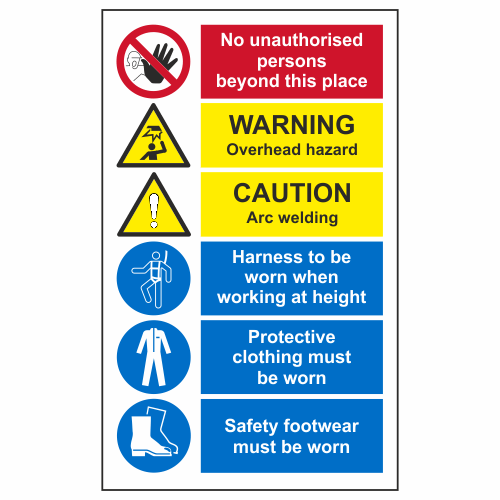 No unauthorised
persons
beyond this place
WARNING
Overhead hazard
CAUTION
Arc welding
Harness to be
worn when
working at height
Protective
clothing must
be worn
Safety footwear
must be worn